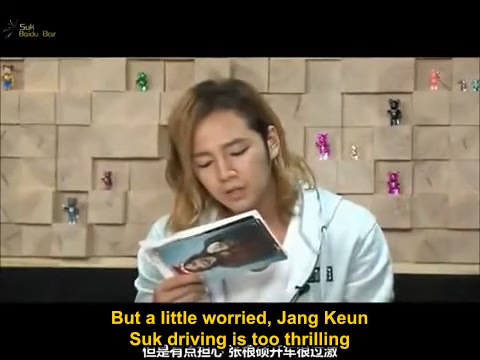 Suk
Baidu Bar
But a little worried, Jang Keun
Suk driving is too thrilling
但是有点担心 张根硕开车很过激